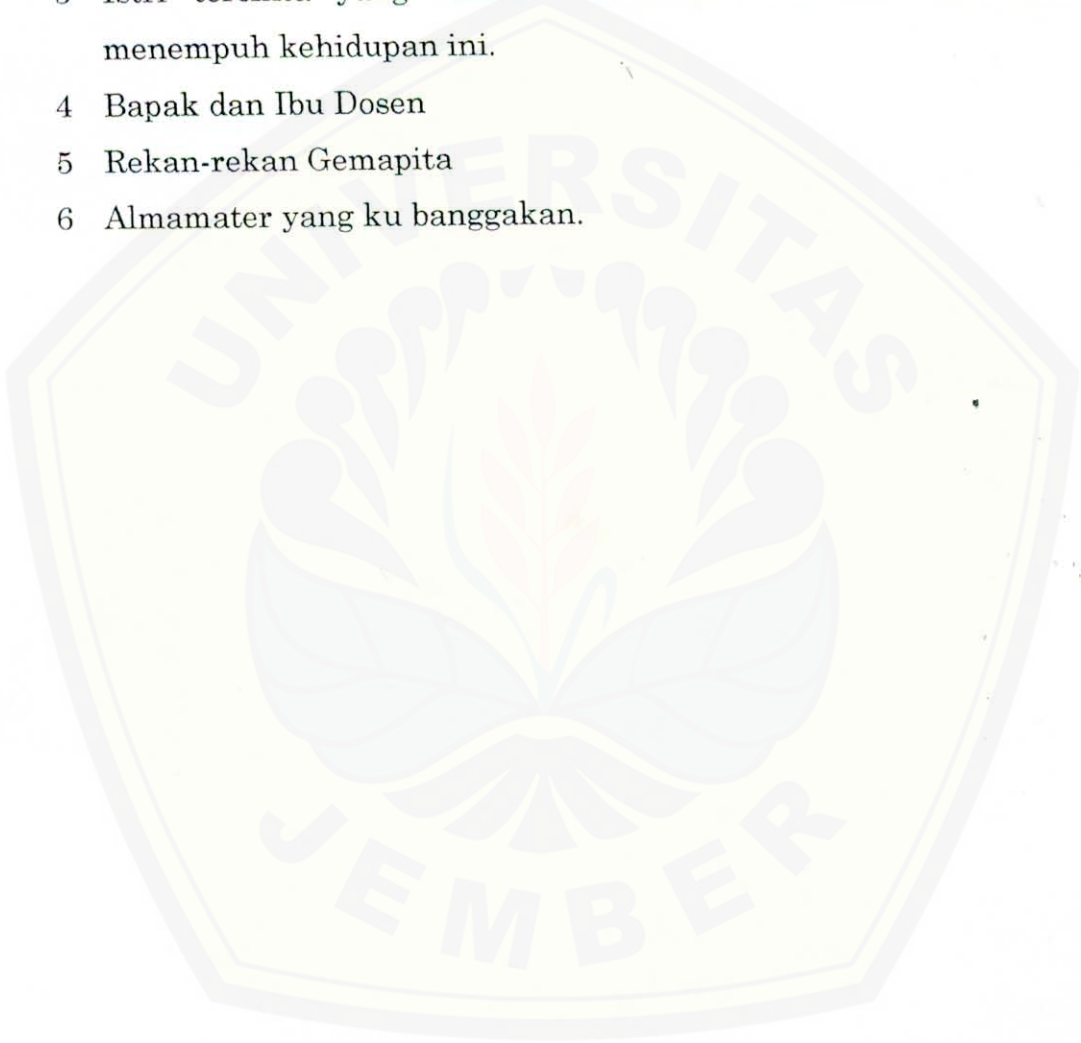 menempuh kehidupan ini.
4 Bapak dan Ibu Dosen
5 Rekan-rekan Gemapita
6 Almamater yang ku banggakan.
UNIVERSITAS
JEMBER